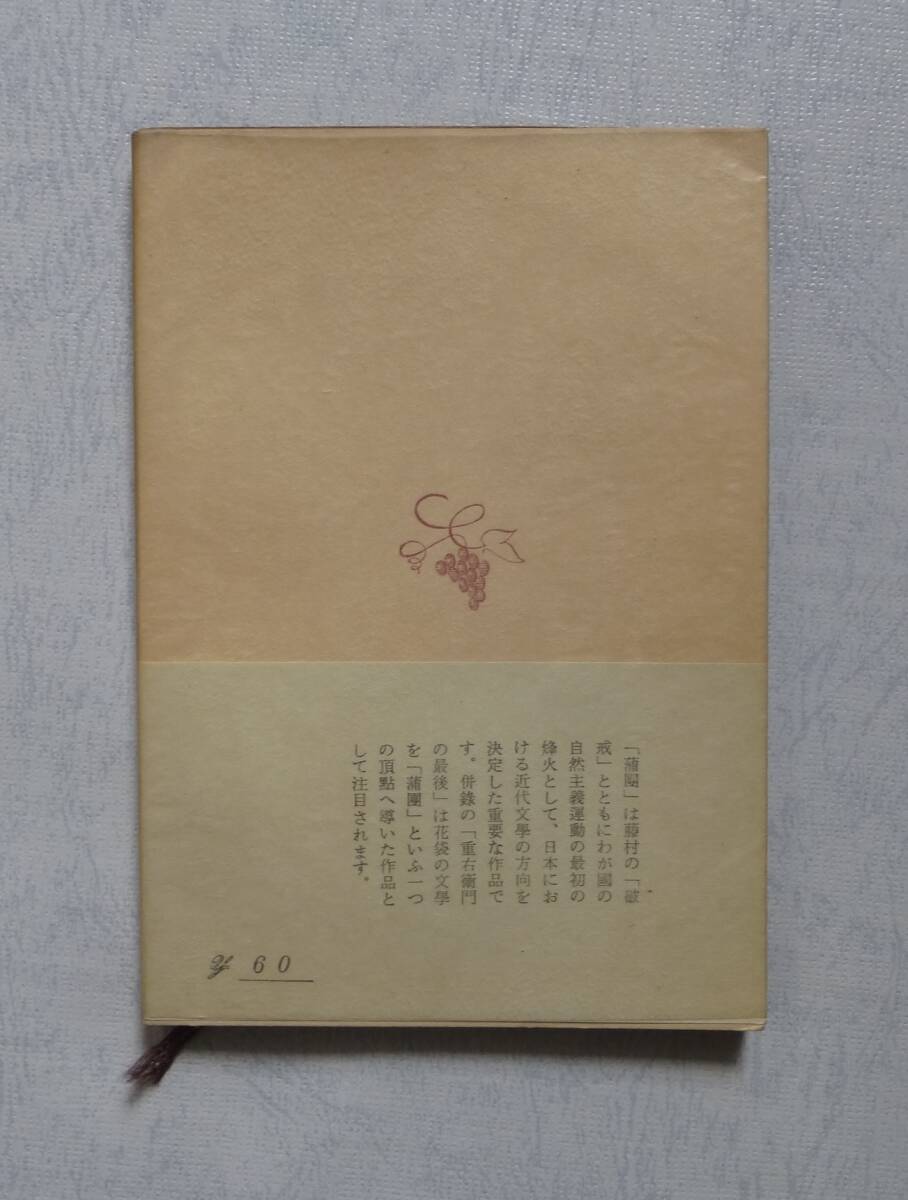 「蒲團」は藤村の「破
戒」とともにわが國の
自然主義運動の最初の
烽火として、日本にお
ける近代文學の方向を
決定した重要な作品で
す。併錄の「重右衞門
の最後」は花袋の文學
を「蒲團」といふ一つ
の頂點へ導いた作品と
して注目されます。
¥ 60